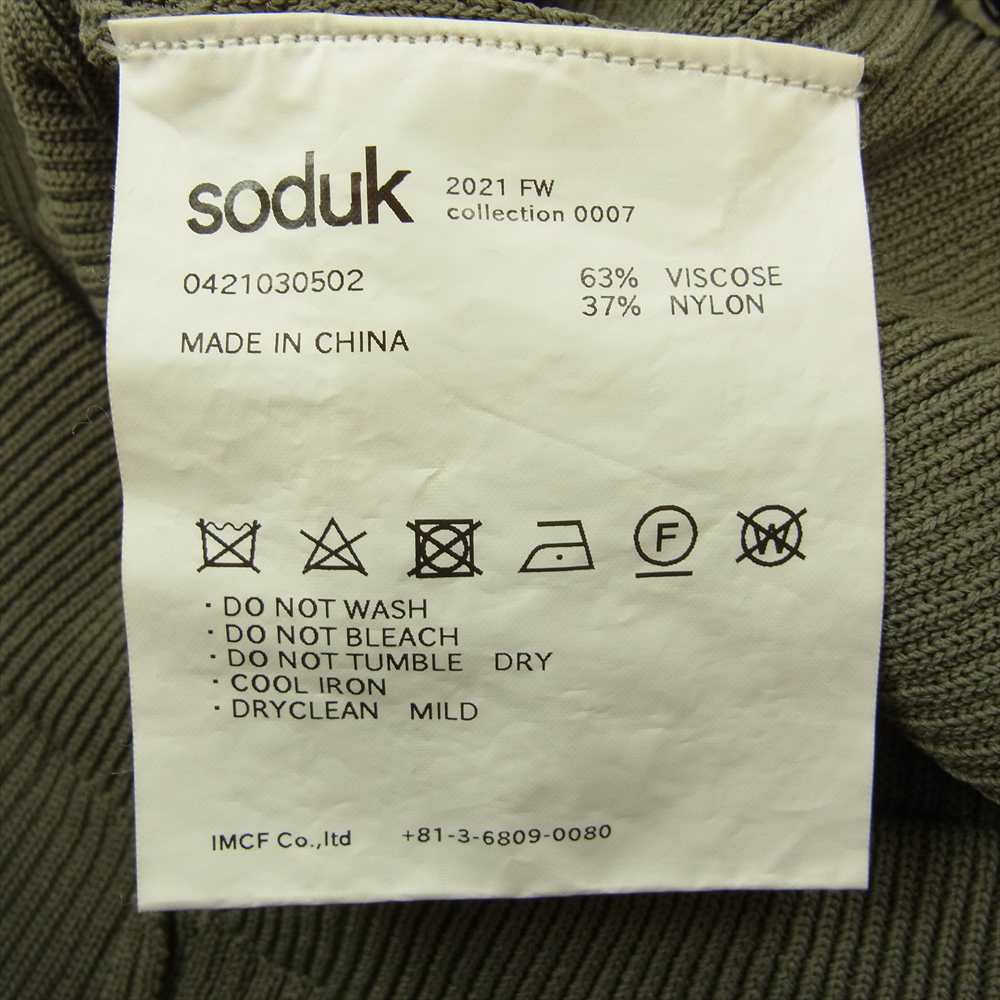 soduk
2021 FW
collection 0007
0421030502
63% VISCOSE
37% NYLON
MADE IN CHINA
F
W
· DO NOT WASH
· DO NOT BLEACH
· DO NOT TUMBLE DRY
· COOL IRON
· DRYCLEAN MILD
IMCF Co.,ltd +81-3-6809-0080